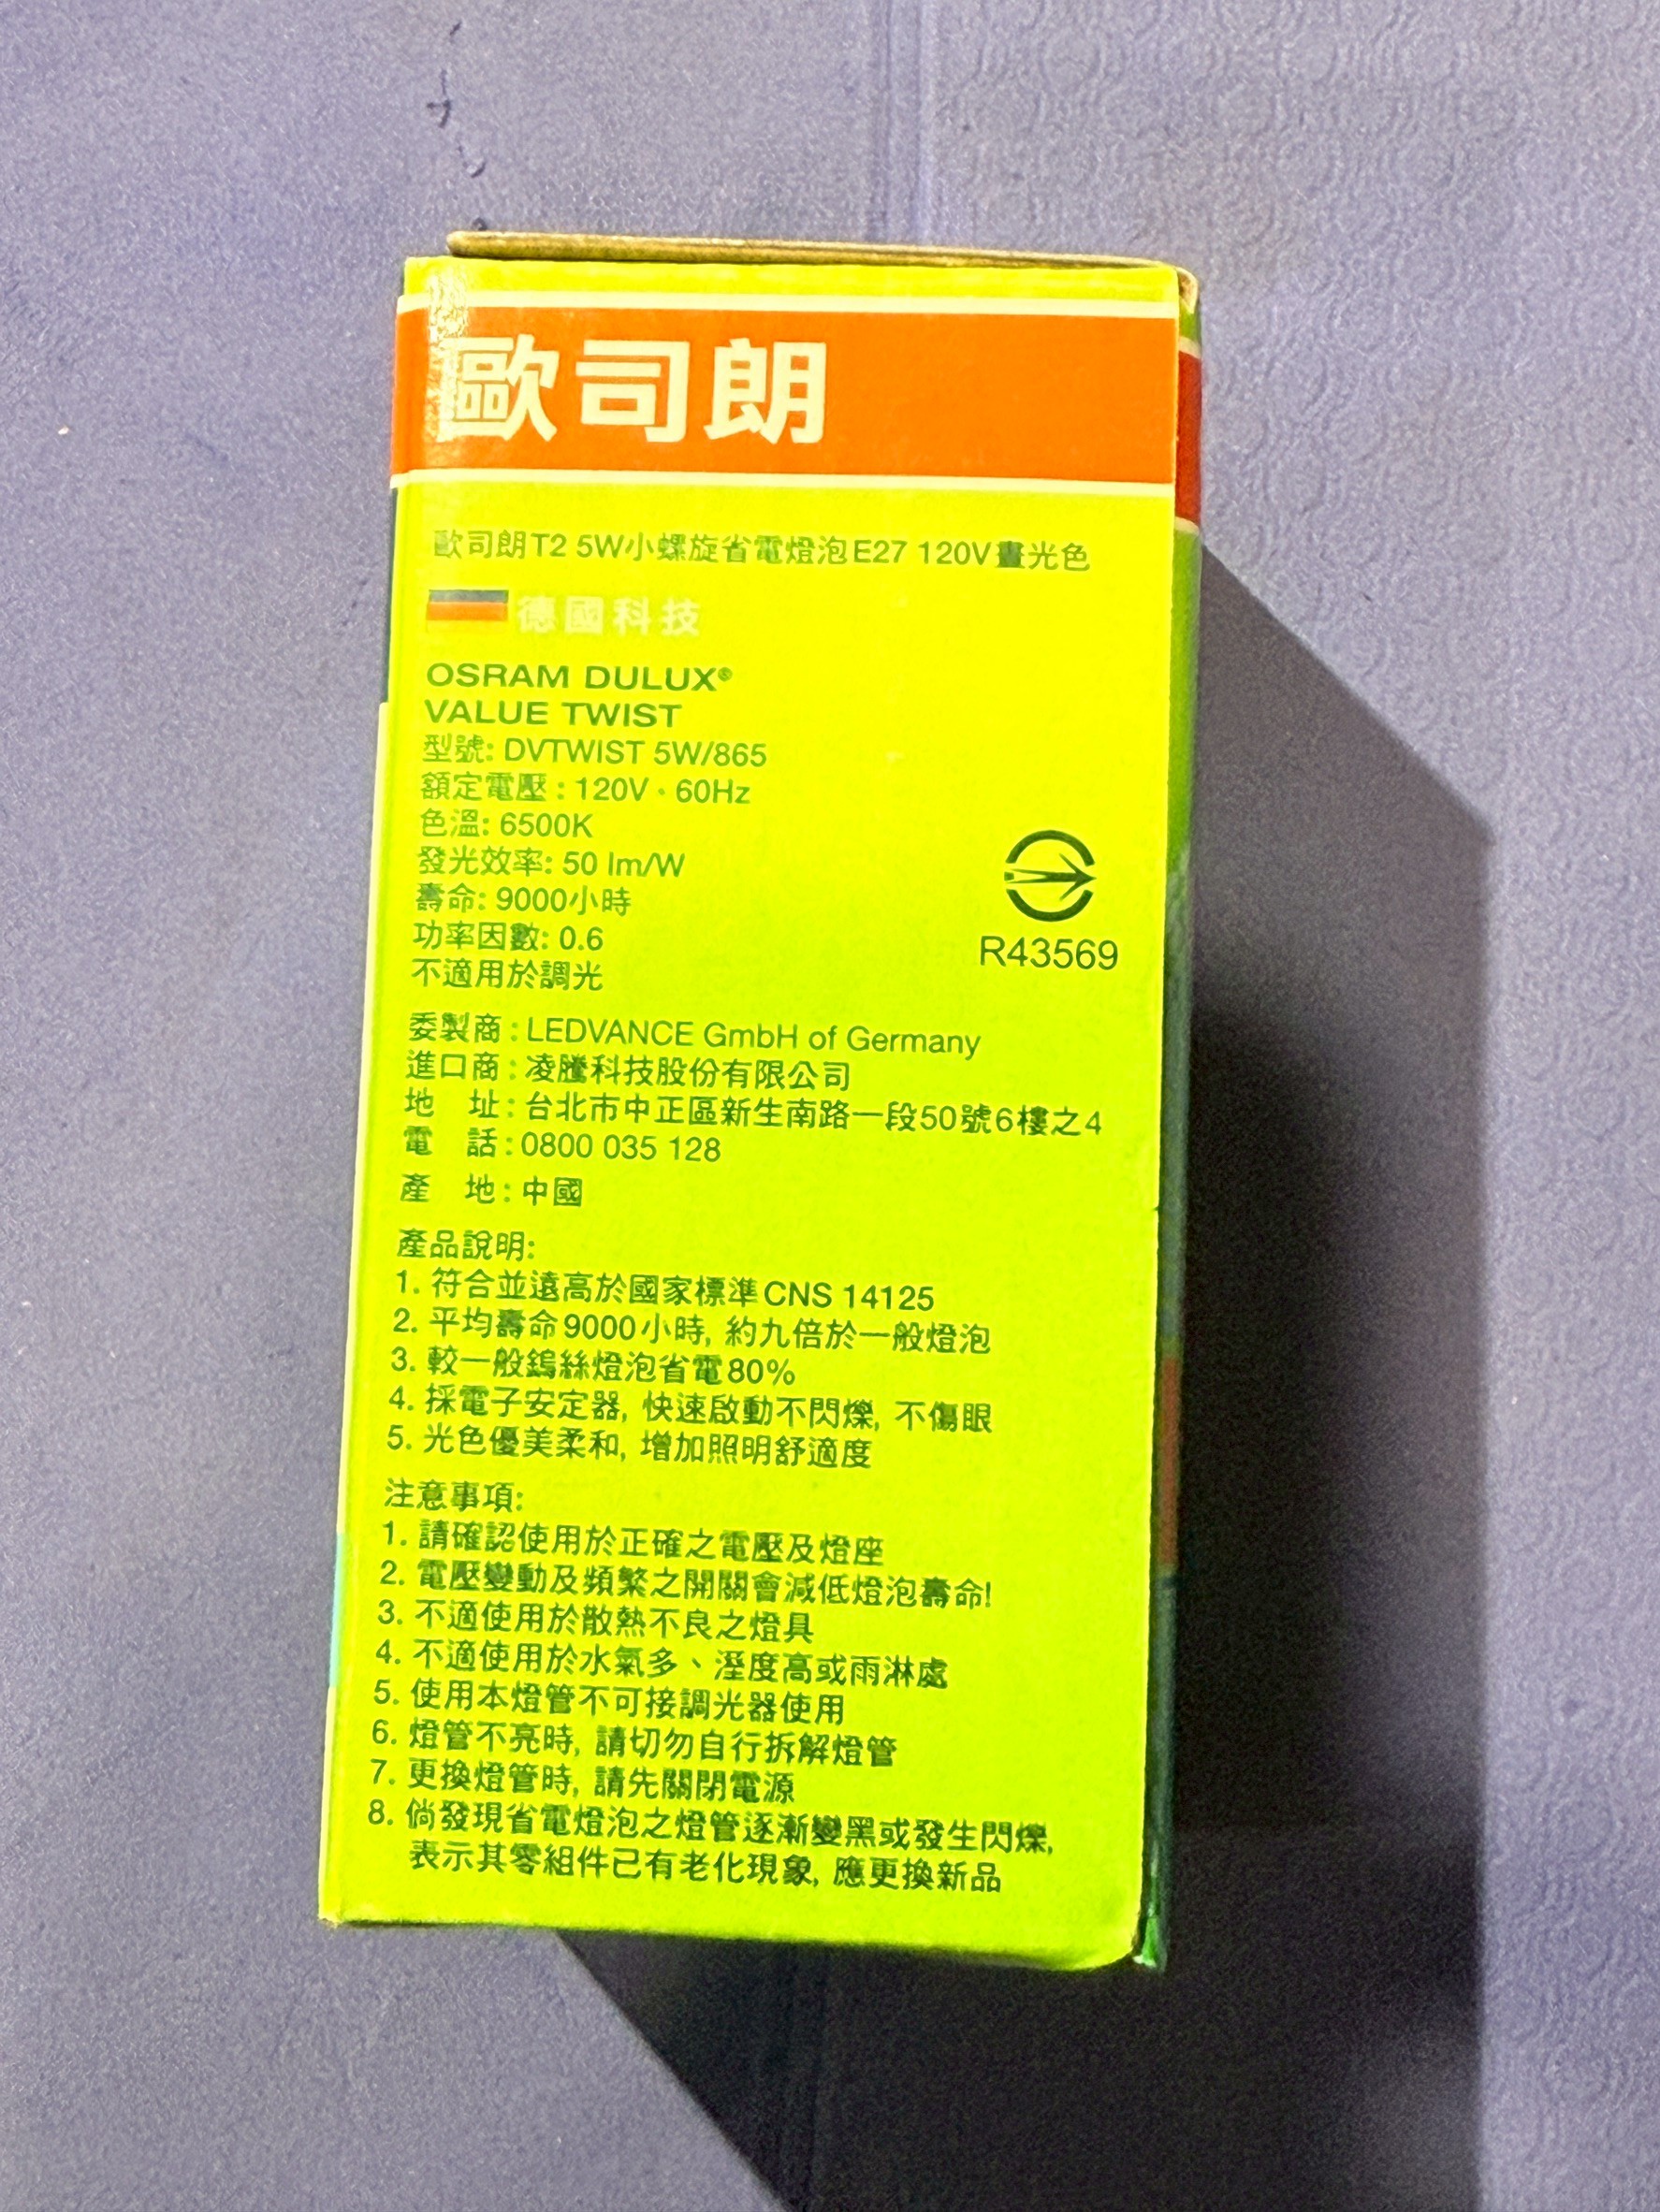 歐司朗
歐司朗T2 5W小螺旋省電燈泡E27 120V晝光色
德國科技
OSRAM DULUX®
VALUE TWIST
型號: DVTWIST 5W/865
額定電壓：120V・60Hz
色溫: 6500K
發光效率: 50 lm/W
壽命: 9000小時
功率因數: 0.6
不適用於調光
R43569
委製商：LEDVANCE GmbH of Germany
進口商：凌騰科技股份有限公司
地　址：台北市中正區新生南路一段50號6樓之4
電　話：0800 035 128
產　地：中國
產品說明:
1. 符合並遠高於國家標準CNS 14125
2. 平均壽命9000小時, 約九倍於一般燈泡
3. 較一般鎢絲燈泡省電80%
4. 採電子安定器, 快速啟動不閃爍, 不傷眼
5. 光色優美柔和, 增加照明舒適度
注意事項:
1. 請確認使用於正確之電壓及燈座
2. 電壓變動及頻繁之開關會減低燈泡壽命!
3. 不適使用於散熱不良之燈具
4. 不適使用於水氣多、溼度高或雨淋處
5. 使用本燈管不可接調光器使用
6. 燈管不亮時, 請切勿自行拆解燈管
7. 更換燈管時, 請先關閉電源
8. 倘發現省電燈泡之燈管逐漸變黑或發生閃爍,
表示其零組件已有老化現象, 應更換新品